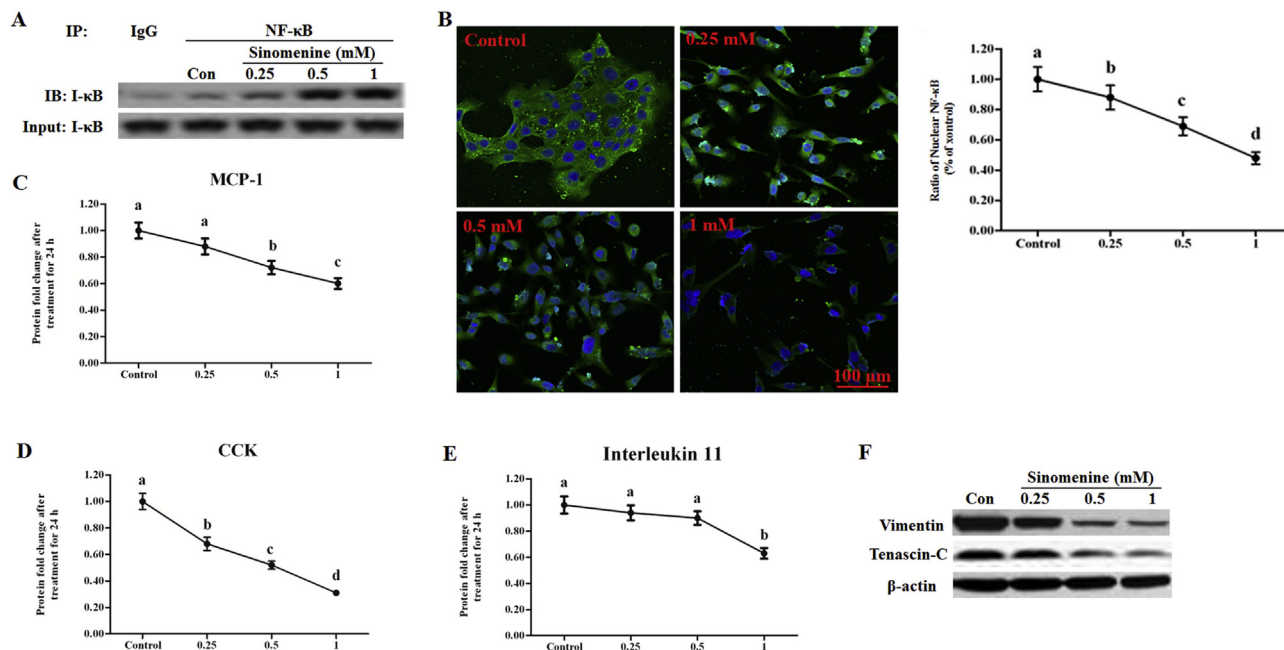 A
IP:
IgG
NF-κB
Sinomenine (mM)
Con
0.25
0.5
1
IB: I-κB
Input: I-κB
B
Control
0.25 mM
0.5 mM
1 mM
100 μm
Ratio of Nuclear NF-κB
(% of xontrol)
1.00
0.80
0.60
0.40
0.20
0.00
a
b
c
d
Control
0.25
0.5
1
C
MCP-1
Protein fold change after
treatment for 24 h
1.20
1.00
0.80
0.60
0.40
0.20
0.00
a
a
b
c
Control
0.25
0.5
1
D
CCK
Protein fold change after
treatment for 24 h
1.20
1.00
0.80
0.60
0.40
0.20
0.00
a
b
c
d
Control
0.25
0.5
1
E
Interleukin 11
Protein fold change after
treatment for 24 h
1.20
1.00
0.80
0.60
0.40
0.20
0.00
a
a
a
b
Control
0.25
0.5
1
F
Sinomenine (mM)
Con
0.25
0.5
1
Vimentin
Tenascin-C
β-actin